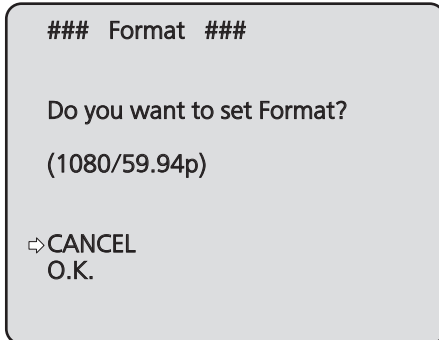 ### Format ###
Do you want to set Format?
(1080/59.94p)
⇨CANCEL
O.K.